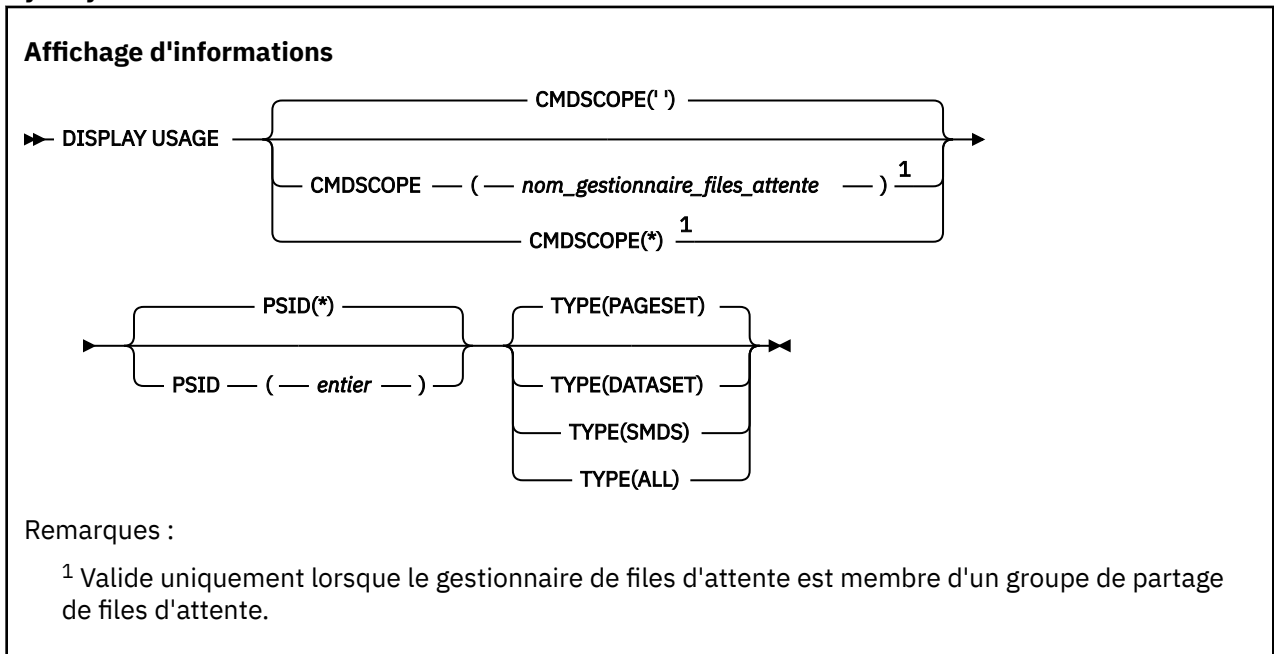 Affichage d'informations
CMDSCOPE(' ')
DISPLAY USAGE
CMDSCOPE ( nom_gestionnaire_files_attente ) 1
CMDSCOPE(*) 1
PSID(*)
PSID ( entier )
TYPE(PAGESET)
TYPE(DATASET)
TYPE(SMDS)
TYPE(ALL)
Remarques :
1 Valide uniquement lorsque le gestionnaire de files d'attente est membre d'un groupe de partage
de files d'attente.